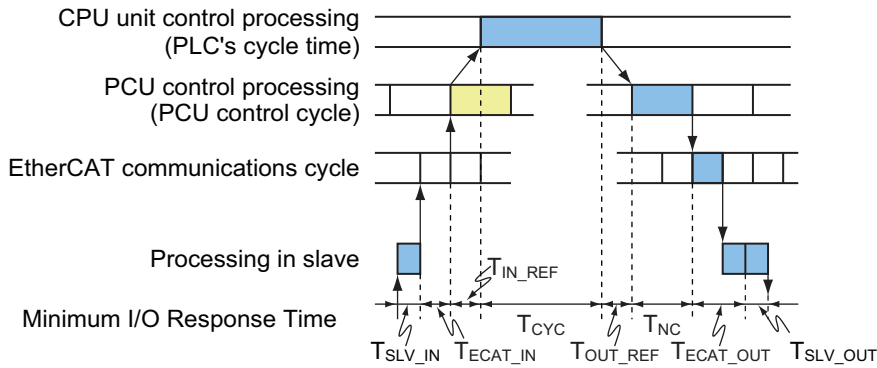 CPU unit control processing
(PLC's cycle time)
PCU control processing
(PCU control cycle)
EtherCAT communications cycle
Processing in slave
TIN_REF
Minimum I/O Response Time
TCYC
TNC
TSLV_IN
TECAT_IN
TOUT_REF
TECAT_OUT
TSLV_OUT